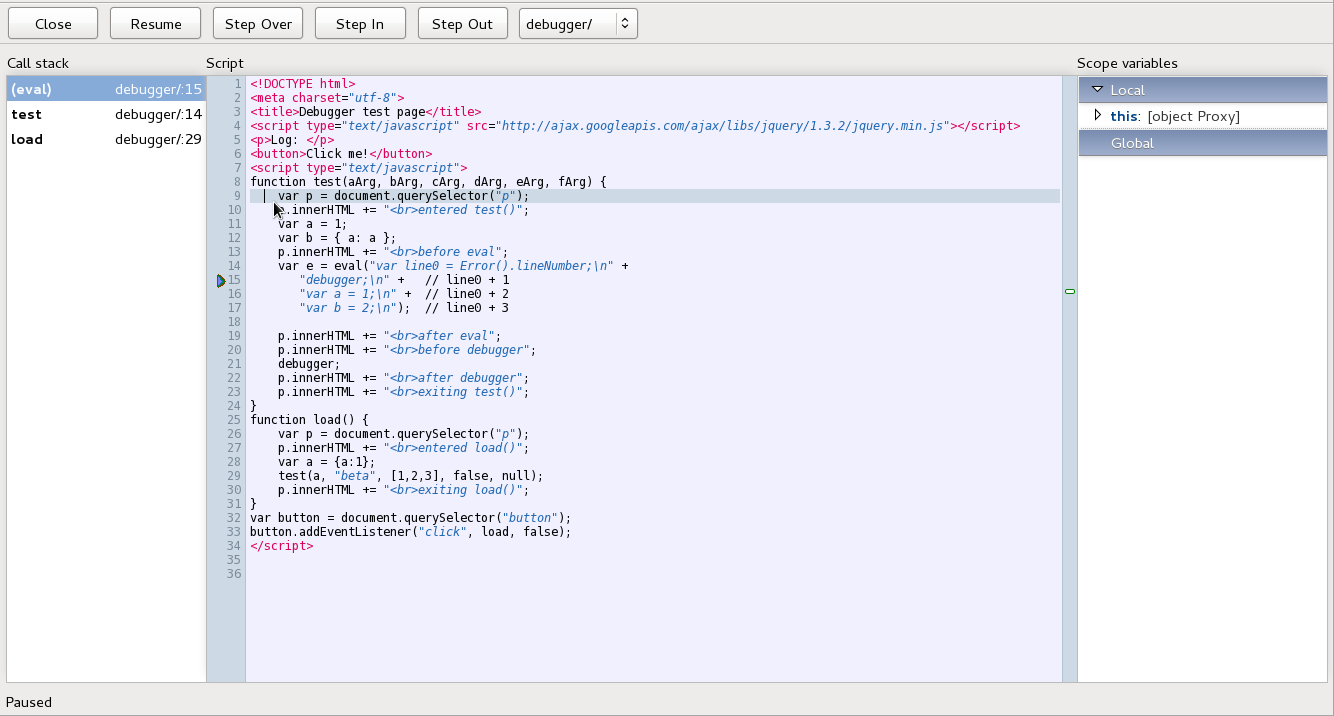 Close Resume Step Over Step In Step Out debugger/
Call stack
(eval) debugger/:15
test debugger/:14
load debugger/:29
Script
1 <!DOCTYPE html>
2 <meta charset="utf-8">
3 <title>Debugger test page</title>
4 <script type="text/javascript" src="http://ajax.googleapis.com/ajax/libs/jquery/1.3.2/jquery.min.js"></script>
5 <p>Log: </p>
6 <button>Click me!</button>
7 <script type="text/javascript">
8 function test(aArg, bArg, cArg, dArg, eArg, fArg) {
9     var p = document.querySelector("p");
10     .innerHTML += "<br>entered test()";
11     var a = 1;
12     var b = { a: a };
13     p.innerHTML += "<br>before eval";
14     var e = eval("var line0 = Error().lineNumber;\n" +
15        "debugger;\n" +   // line0 + 1
16        "var a = 1;\n" +  // line0 + 2
17        "var b = 2;\n");  // line0 + 3
18
19     p.innerHTML += "<br>after eval";
20     p.innerHTML += "<br>before debugger";
21     debugger;
22     p.innerHTML += "<br>after debugger";
23     p.innerHTML += "<br>exiting test()";
24 }
25 function load() {
26     var p = document.querySelector("p");
27     p.innerHTML += "<br>entered load()";
28     var a = {a:1};
29     test(a, "beta", [1,2,3], false, null);
30     p.innerHTML += "<br>exiting load()";
31 }
32 var button = document.querySelector("button");
33 button.addEventListener("click", load, false);
34 </script>
35
36
Scope variables
Local
this: [object Proxy]
Global
Paused